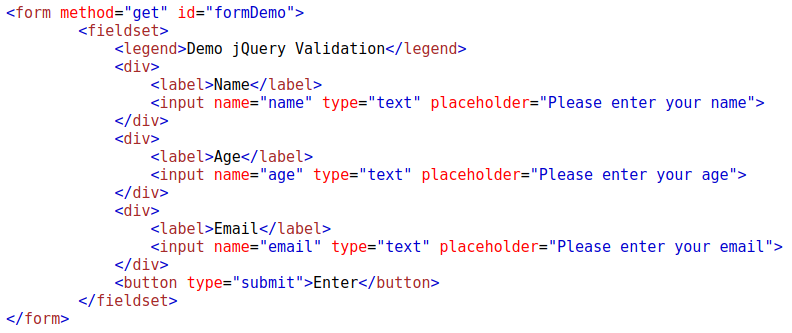 <form method="get" id="formDemo">
        <fieldset>
            <legend>Demo jQuery Validation</legend>
            <div>
                <label>Name</label>
                <input name="name" type="text" placeholder="Please enter your name">
            </div>
            <div>
                <label>Age</label>
                <input name="age" type="text" placeholder="Please enter your age">
            </div>
            <div>
                <label>Email</label>
                <input name="email" type="text" placeholder="Please enter your email">
            </div>
            <button type="submit">Enter</button>
        </fieldset>
</form>